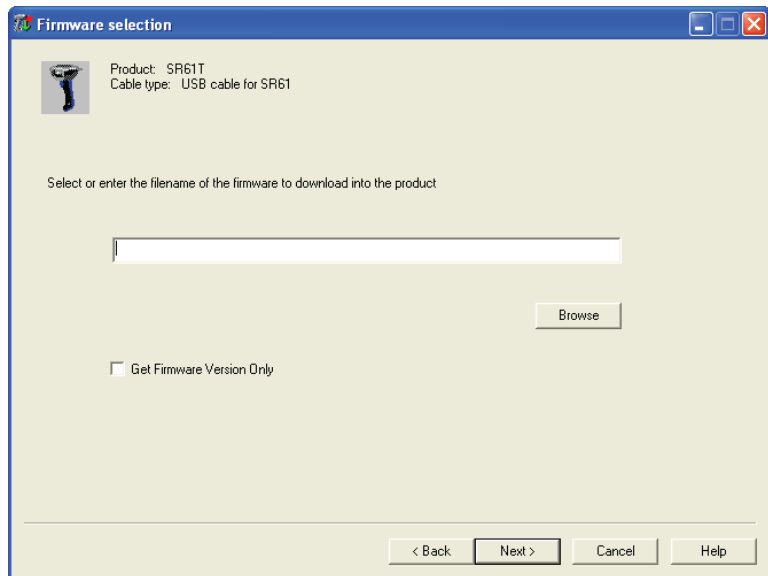 Firmware selection
Product: SR61T
Cable type: USB cable for SR61
Select or enter the filename of the firmware to download into the product
Browse
Get Firmware Version Only
< Back
Next >
Cancel
Help